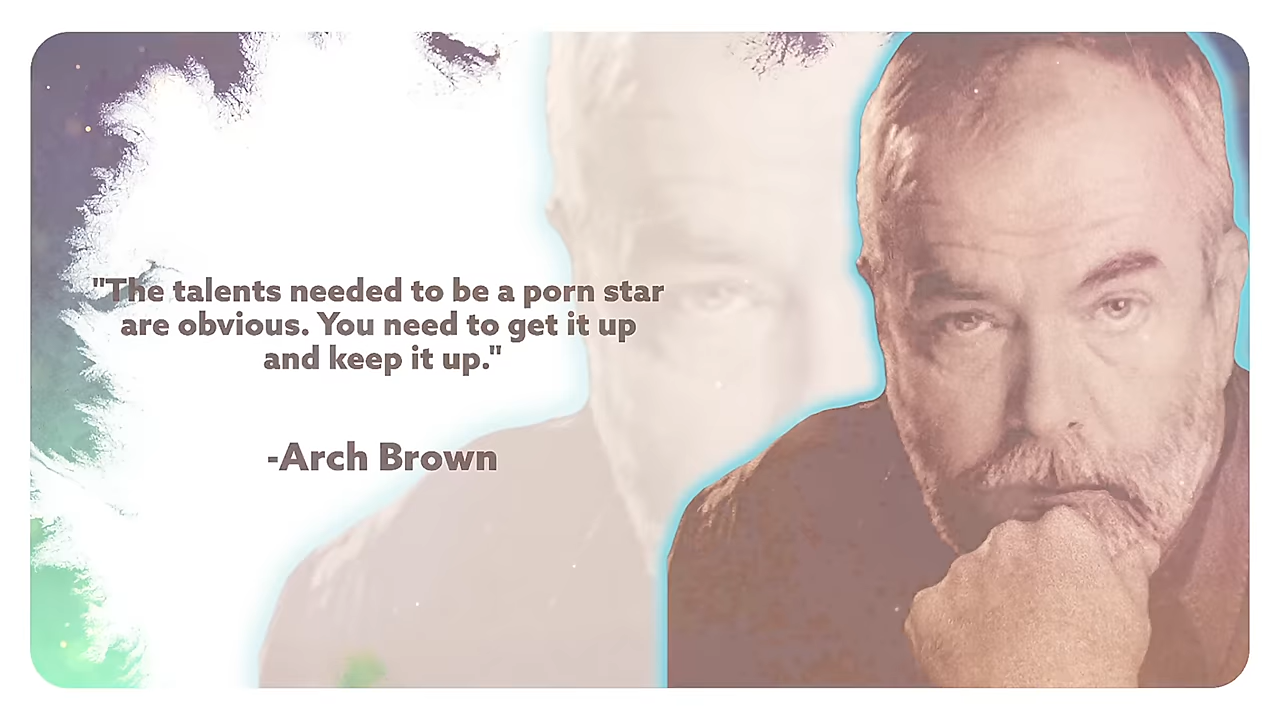 "The talents needed to be a porn star
are obvious. You need to get it up
and keep it up."
-Arch Brown